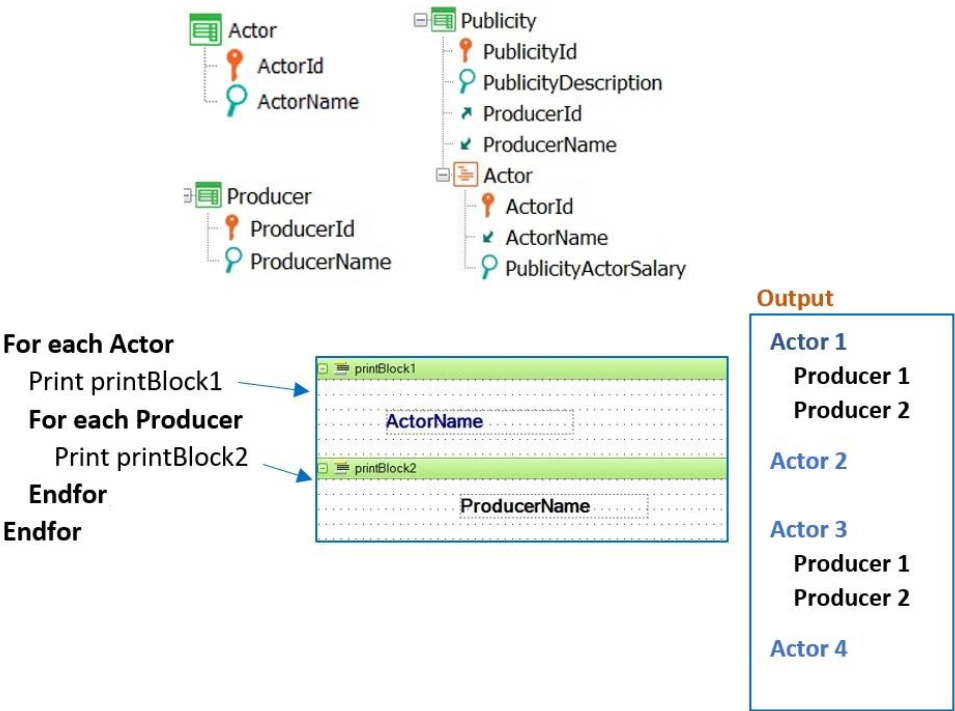 Actor
ActorId
ActorName
Producer
ProducerId
ProducerName
Publicity
PublicityId
PublicityDescription
ProducerId
ProducerName
Actor
ActorId
ActorName
PublicityActorSalary
For each Actor
Print printBlock1
For each Producer
Print printBlock2
Endfor
Endfor
printBlock1
ActorName
printBlock2
ProducerName
Output
Actor 1
Producer 1
Producer 2
Actor 2
Actor 3
Producer 1
Producer 2
Actor 4